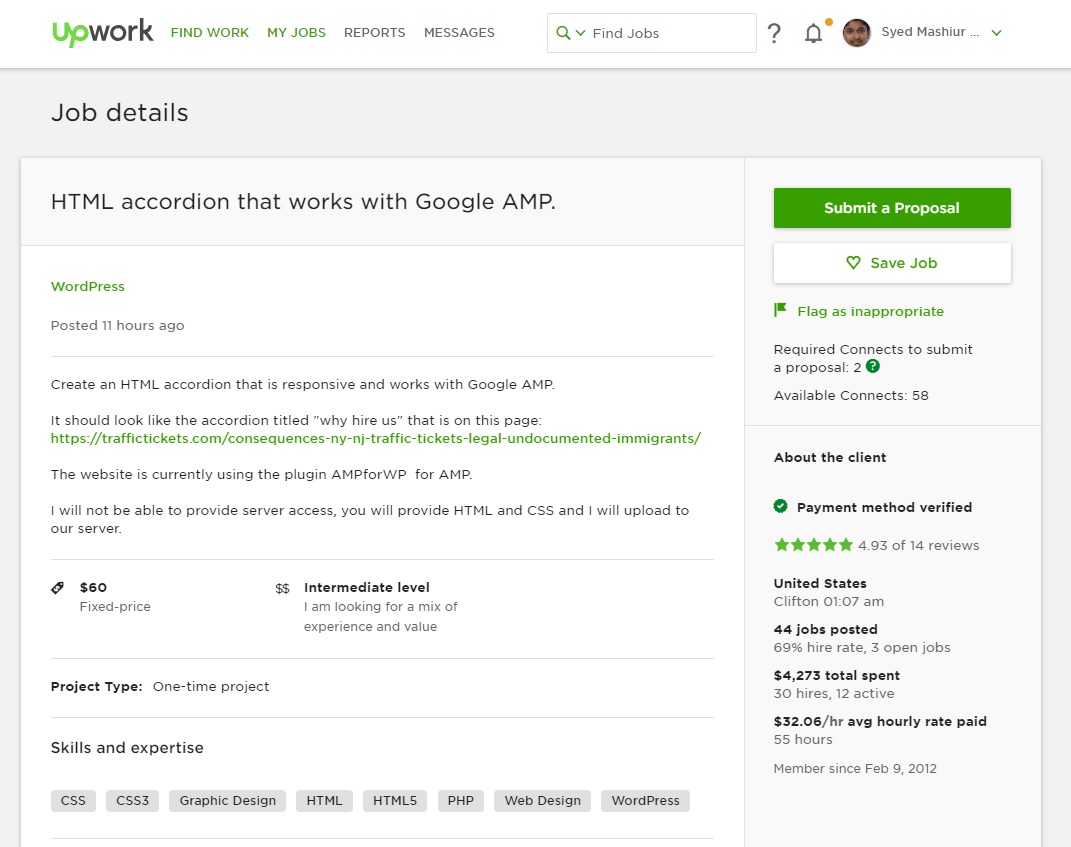 upwork FIND WORK MY JOBS REPORTS MESSAGES Find Jobs ? Syed Mashiur ...
Job details
HTML accordion that works with Google AMP.
WordPress
Posted 11 hours ago
Create an HTML accordion that is responsive and works with Google AMP.
It should look like the accordion titled "why hire us" that is on this page:
https://traffictickets.com/consequences-ny-nj-traffic-tickets-legal-undocumented-immigrants/
The website is currently using the plugin AMPforWP  for AMP.
I will not be able to provide server access, you will provide HTML and CSS and I will upload to
our server.
$60
Fixed-price
$$ Intermediate level
I am looking for a mix of
experience and value
Project Type: One-time project
Skills and expertise
CSS CSS3 Graphic Design HTML HTML5 PHP Web Design WordPress
Submit a Proposal
Save Job
Flag as inappropriate
Required Connects to submit
a proposal: 2 ?
Available Connects: 58
About the client
Payment method verified
4.93 of 14 reviews
United States
Clifton 01:07 am
44 jobs posted
69% hire rate, 3 open jobs
$4,273 total spent
30 hires, 12 active
$32.06/hr avg hourly rate paid
55 hours
Member since Feb 9, 2012